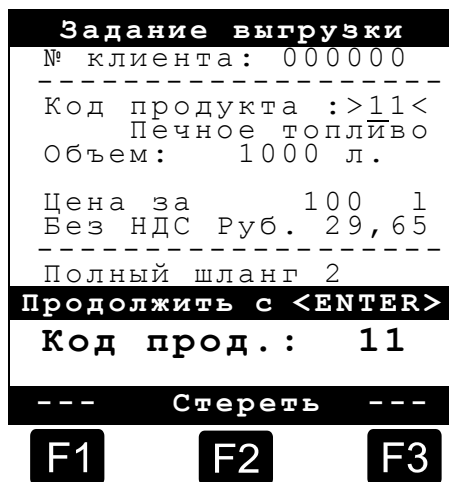 Задание выгрузки
№ клиента: 000000
--------------------
Код продукта :>11<
Печное топливо
Объем: 1000 л.
Цена за 100 l
Без НДС Руб. 29,65
--------------------
Полный шланг 2
Продолжить с <ENTER>
Код прод.: 11
--- Стереть ---
F1 F2 F3